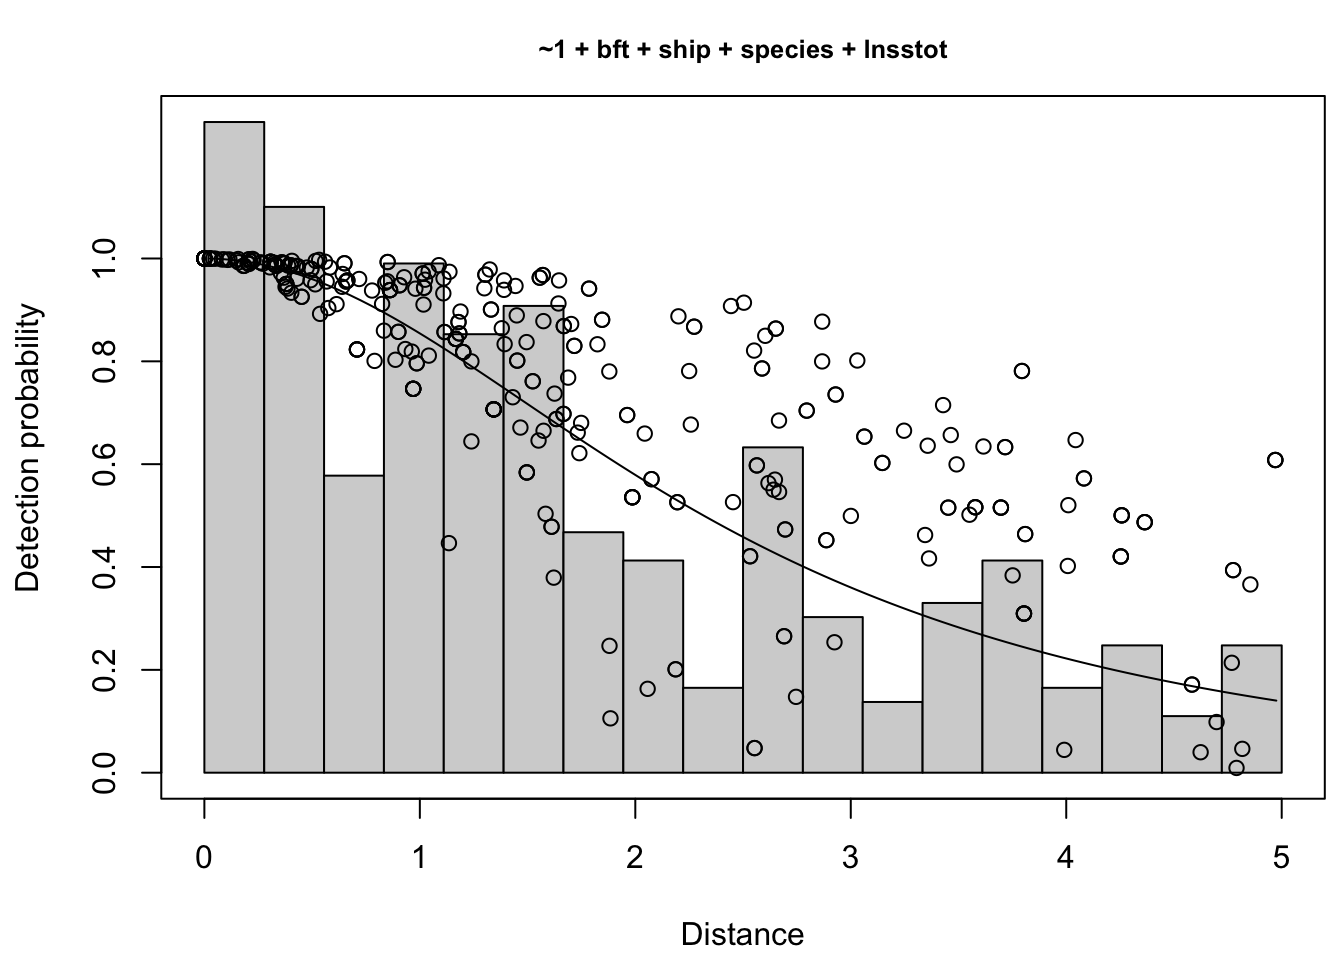 ~1 + bft + ship + species + lnsstot
Detection probability
1.0
0.8
0.6
0.4
0.2
0.0
0 1 2 3 4 5
Distance